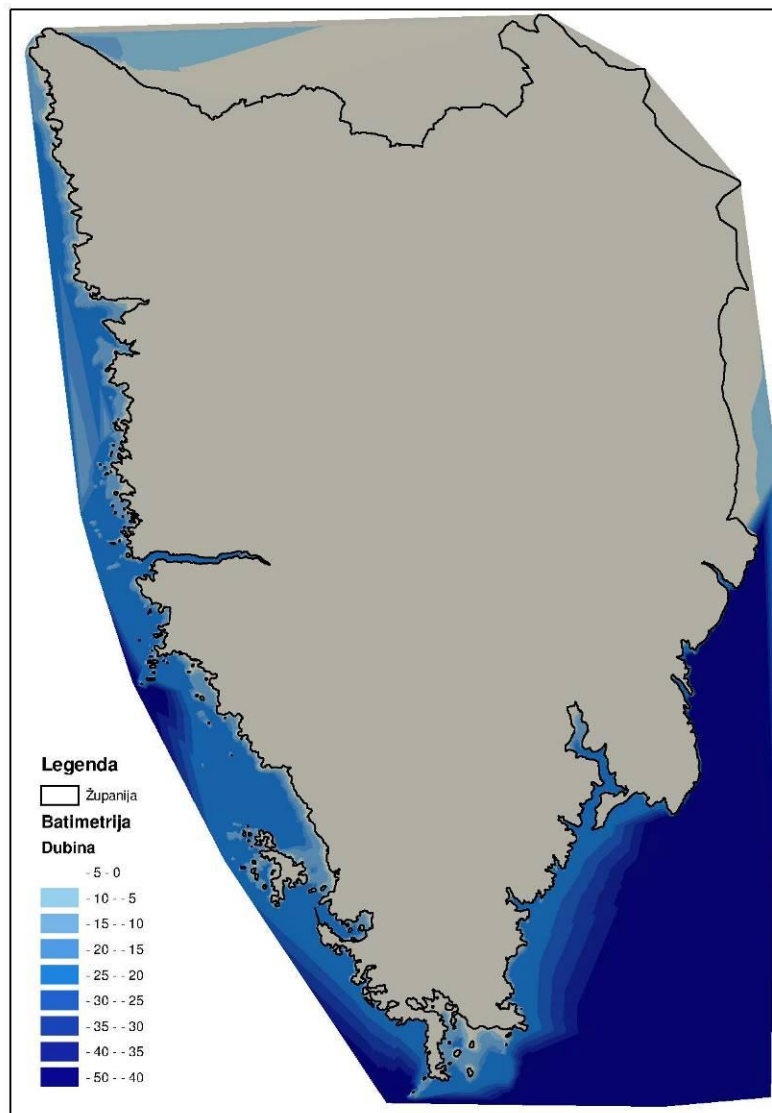 Legenda
Županija
Batimetrija
Dubina
- 5 - 0
- 10 - - 5
- 15 - - 10
- 20 - - 15
- 25 - - 20
- 30 - - 25
- 35 - - 30
- 40 - - 35
- 50 - - 40